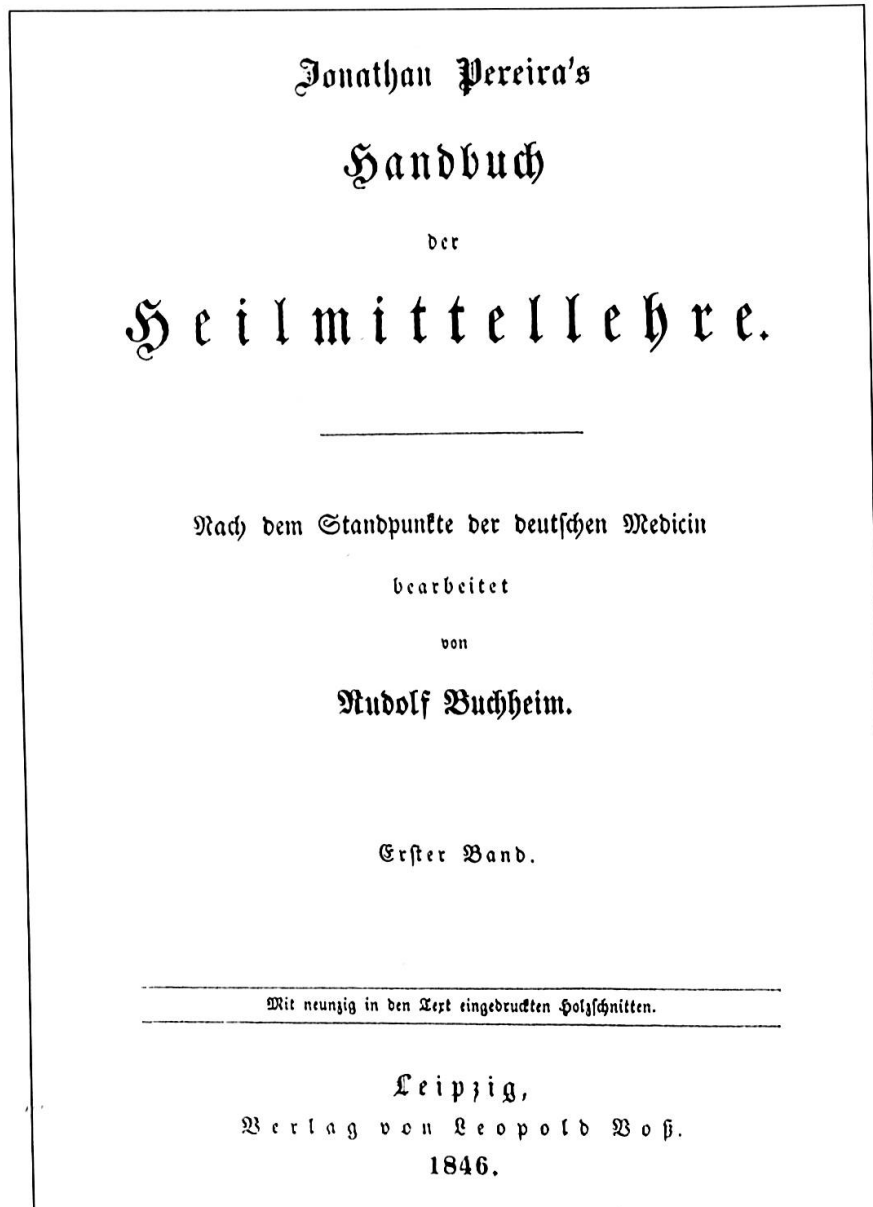 Jonathan Pereira's
Handbuch
der
Heilmittellehre.
Nach dem Standpunkte der deutschen Medicin
bearbeitet
von
Rudolf Buchheim.
Erster Band.
Mit neunzig in den Text eingedruckten Holzschnitten.
Leipzig,
Verlag von Leopold Voß.
1846.